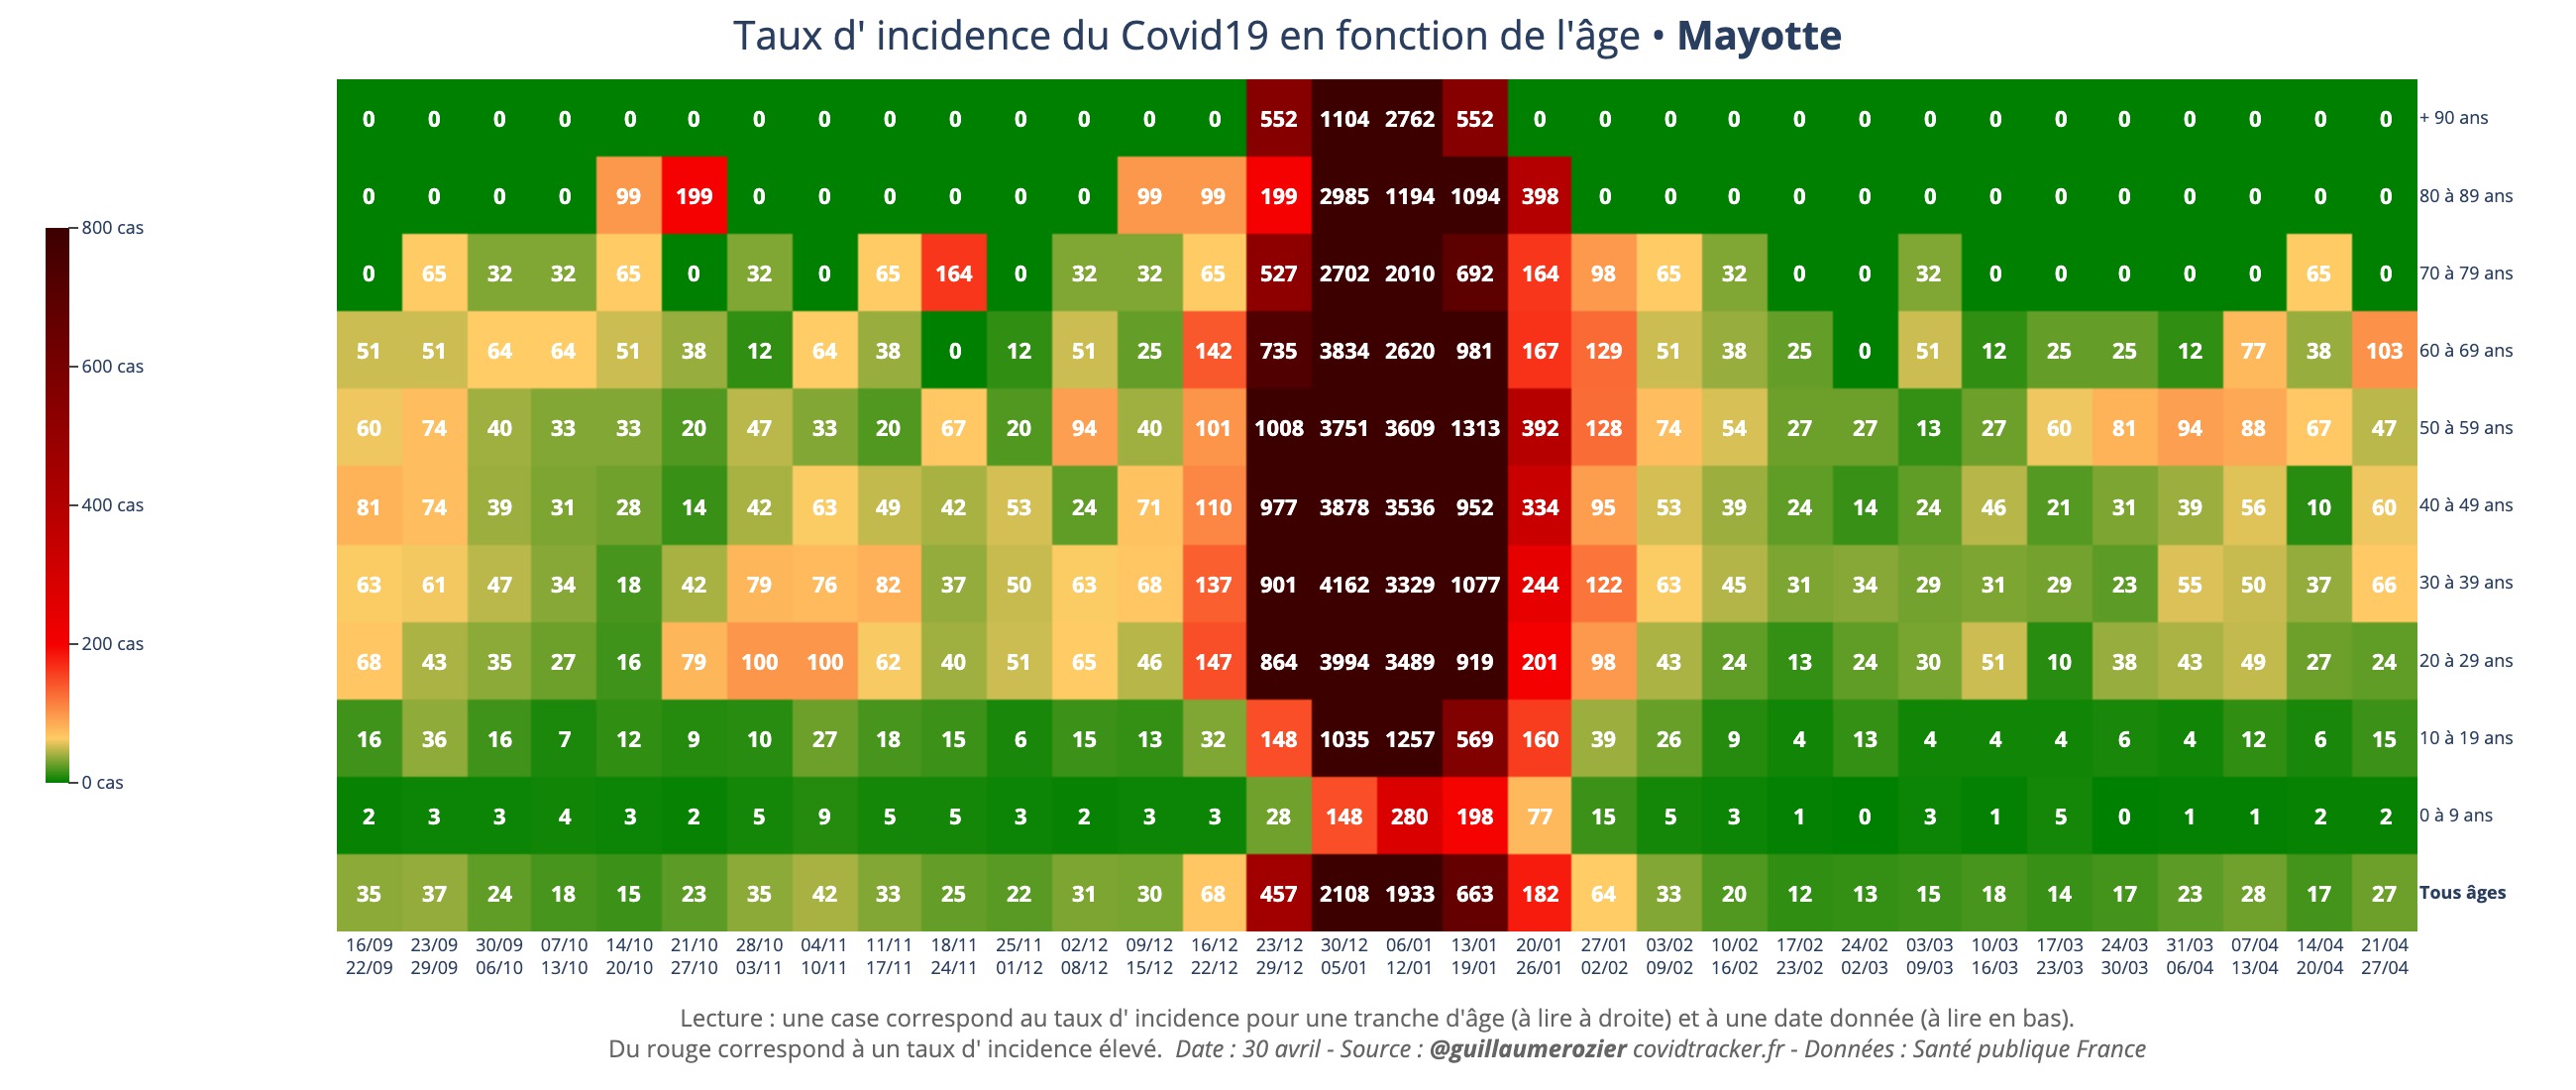 Taux d' incidence du Covid19 en fonction de l'âge • Mayotte
0 0 0 0 0 0 0 0 0 0 0 0 0 0 552 1104 2762 552 0 0 0 0 0 0 0 0 0 0 0 0 0 0 + 90 ans
0 0 0 0 99 199 0 0 0 0 0 0 99 99 199 2985 1194 1094 398 0 0 0 0 0 0 0 0 0 0 0 0 0 80 à 89 ans
800 cas
0 65 32 32 65 0 32 0 65 164 0 32 32 65 527 2702 2010 692 164 98 65 32 0 0 32 0 0 0 0 0 65 0 70 à 79 ans
51 51 64 64 51 38 12 64 38 0 12 51 25 142 735 3834 2620 981 167 129 51 38 25 0 51 12 25 25 12 77 38 103 60 à 69 ans
600 cas
60 74 40 33 33 20 47 33 20 67 20 94 40 101 1008 3751 3609 1313 392 128 74 54 27 27 13 27 60 81 94 88 67 47 50 à 59 ans
400 cas
81 74 39 31 28 14 42 63 49 42 53 24 71 110 977 3878 3536 952 334 95 53 39 24 14 24 46 21 31 39 56 10 60 40 à 49 ans
63 61 47 34 18 42 79 76 82 37 50 63 68 137 901 4162 3329 1077 244 122 63 45 31 34 29 31 29 23 55 50 37 66 30 à 39 ans
200 cas
68 43 35 27 16 79 100 100 62 40 51 65 46 147 864 3994 3489 919 201 98 43 24 13 24 30 51 10 38 43 49 27 24 20 à 29 ans
16 36 16 7 12 9 10 27 18 15 6 15 13 32 148 1035 1257 569 160 39 26 9 4 13 4 4 4 6 4 12 6 15 10 à 19 ans
0 cas
2 3 3 4 3 2 5 9 5 5 3 2 3 3 28 148 280 198 77 15 5 3 1 0 3 1 5 0 1 1 2 2 0 à 9 ans
35 37 24 18 15 23 35 42 33 25 22 31 30 68 457 2108 1933 663 182 64 33 20 12 13 15 18 14 17 23 28 17 27 Tous âges
16/09 23/09 30/09 07/10 14/10 21/10 28/10 04/11 11/11 18/11 25/11 02/12 09/12 16/12 23/12 30/12 06/01 13/01 20/01 27/01 03/02 10/02 17/02 24/02 03/03 10/03 17/03 24/03 31/03 07/04 14/04 21/04
22/09 29/09 06/10 13/10 20/10 27/10 03/11 10/11 17/11 24/11 01/12 08/12 15/12 22/12 29/12 05/01 12/01 19/01 26/01 02/02 09/02 16/02 23/02 02/03 09/03 16/03 23/03 30/03 06/04 13/04 20/04 27/04
Lecture : une case correspond au taux d' incidence pour une tranche d'âge (à lire à droite) et à une date donnée (à lire en bas).
Du rouge correspond à un taux d' incidence élevé. Date : 30 avril - Source : @guillaumerozier covidtracker.fr - Données : Santé publique France